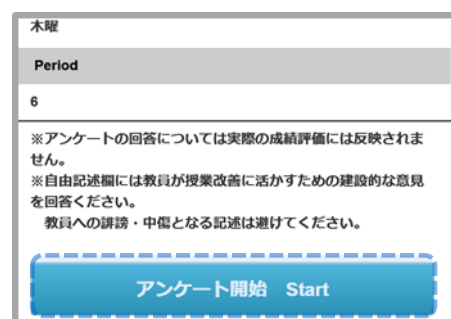 木曜
Period
6
※アンケートの回答については実際の成績評価には反映されま
せん。
※自由記述欄には教員が授業改善に活かすための建設的な意見
を回答ください。
教員への誹謗・中傷となる記述は避けてください。
アンケート開始　Start